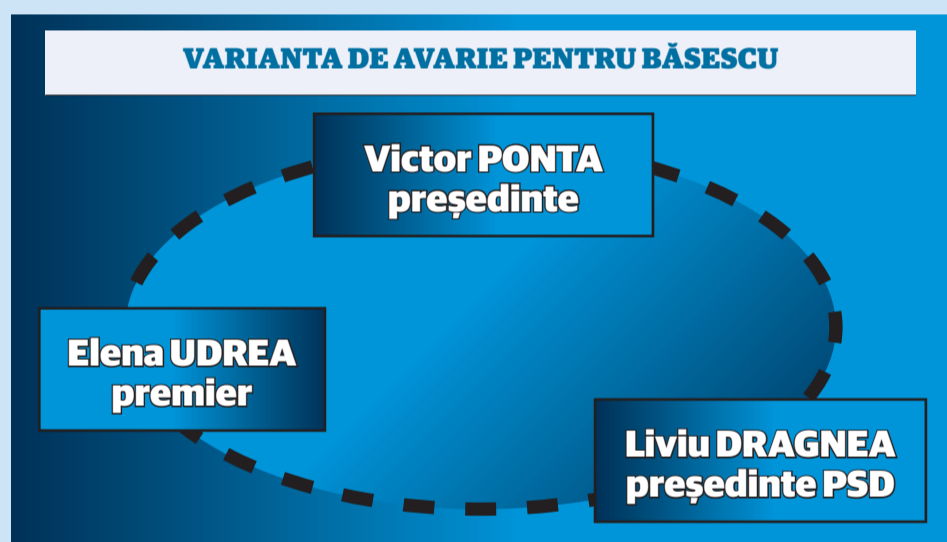 VARIANTA DE AVARIE PENTRU BĂSESCU
Victor PONTA
președinte
Elena UDREA
premier
Liviu DRAGNEA
președinte PSD